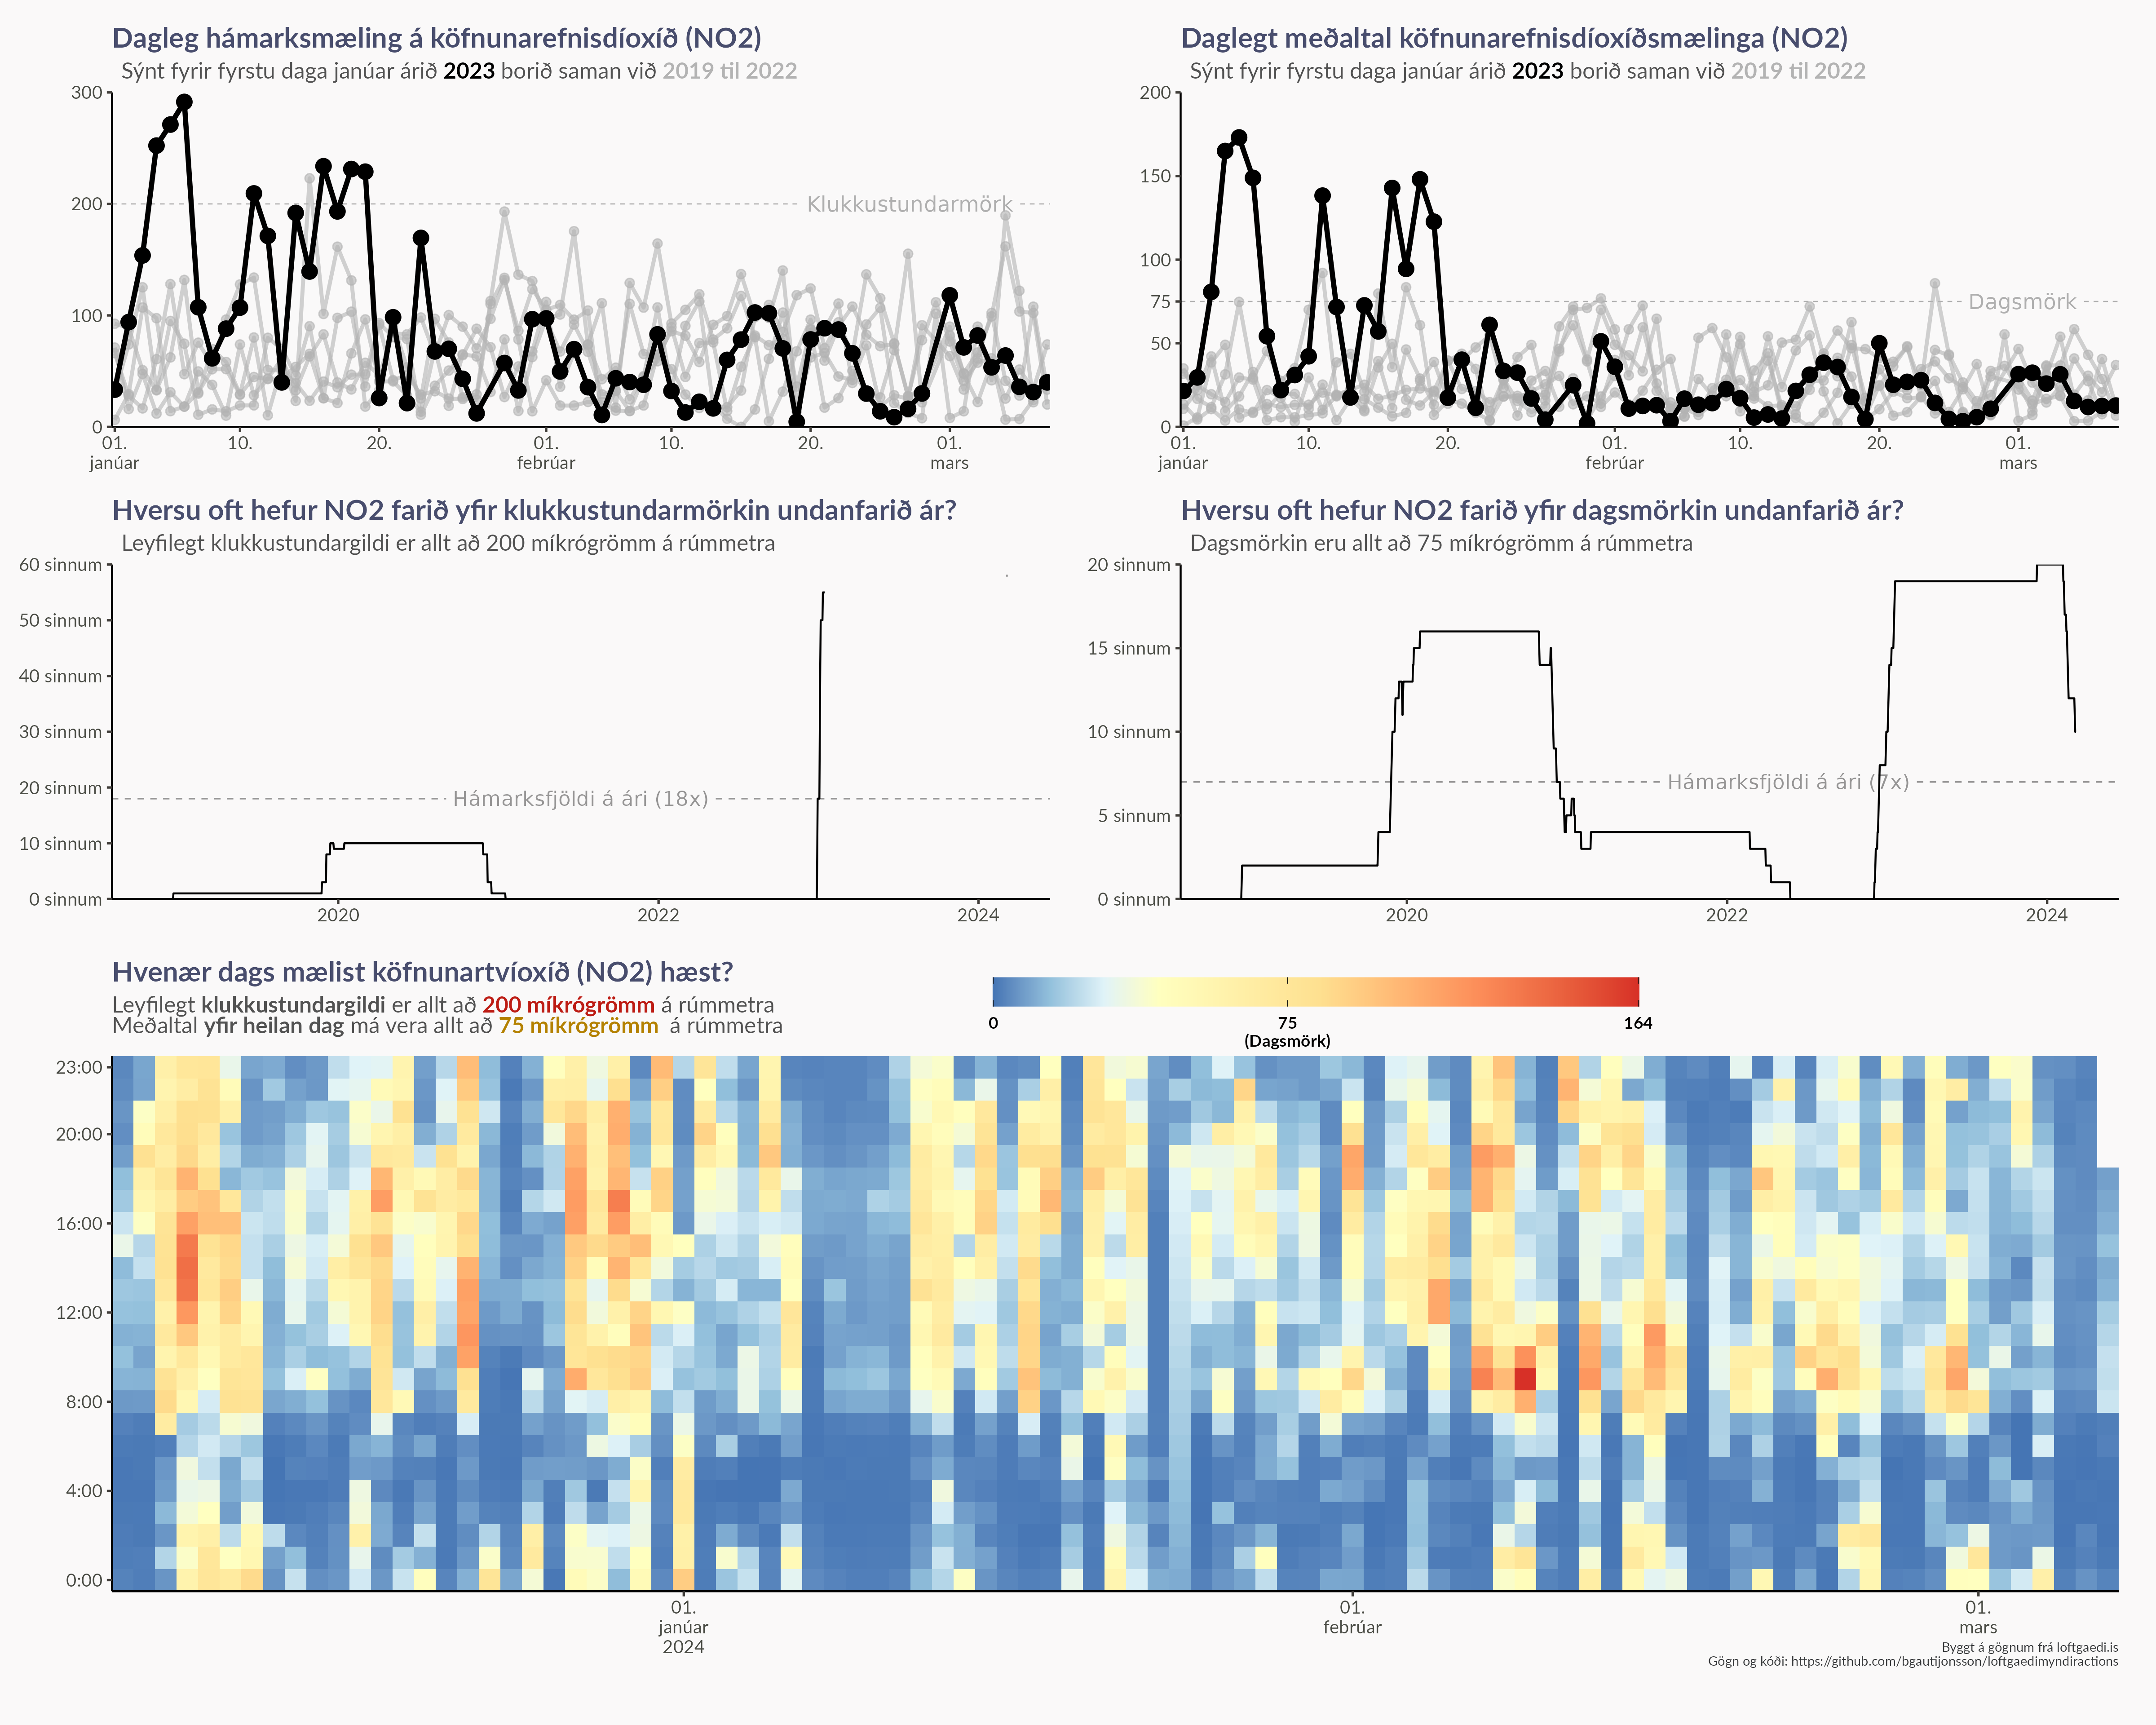 Dagleg hámarksmæling á köfnunarefnisdíoxíð (NO2)
Sýnt fyrir fyrstu daga janúar árið 2023 borið saman við 2019 til 2022
300
200
100
0
Klukkustundarmörk
01. 10. 20. 01. 10. 20. 01.
janúar febrúar mars
Daglegt meðaltal köfnunarefnisdíoxíðsmælinga (NO2)
Sýnt fyrir fyrstu daga janúar árið 2023 borið saman við 2019 til 2022
200
150
100
75
50
0
Dagsmörk
01. 10. 20. 01. 10. 20. 01.
janúar febrúar mars
Hversu oft hefur NO2 farið yfir klukkustundarmörkin undanfarið ár?
Leyfilegt klukkustundargildi er allt að 200 míkrógrömm á rúmmetra
60 sinnum
50 sinnum
40 sinnum
30 sinnum
20 sinnum
10 sinnum
0 sinnum
Hámarksfjöldi á ári (18x)
2020 2022 2024
Hversu oft hefur NO2 farið yfir dagsmörkin undanfarið ár?
Dagsmörkin eru allt að 75 míkrógrömm á rúmmetra
20 sinnum
15 sinnum
10 sinnum
5 sinnum
0 sinnum
Hámarksfjöldi á ári (7x)
2020 2022 2024
Hvenær dags mælist köfnunartvíoxíð (NO2) hæst?
Leyfilegt klukkustundargildi er allt að 200 míkrógrömm á rúmmetra
Meðaltal yfir heilan dag má vera allt að 75 míkrógrömm á rúmmetra
0 75 164
(Dagsmörk)
23:00
20:00
16:00
12:00
8:00
4:00
0:00
01. 01. 01.
janúar febrúar mars
2024
Byggt á gögnum frá loftgaedi.is
Gögn og kóði: https://github.com/bgautijonsson/loftgaedimyndiractions